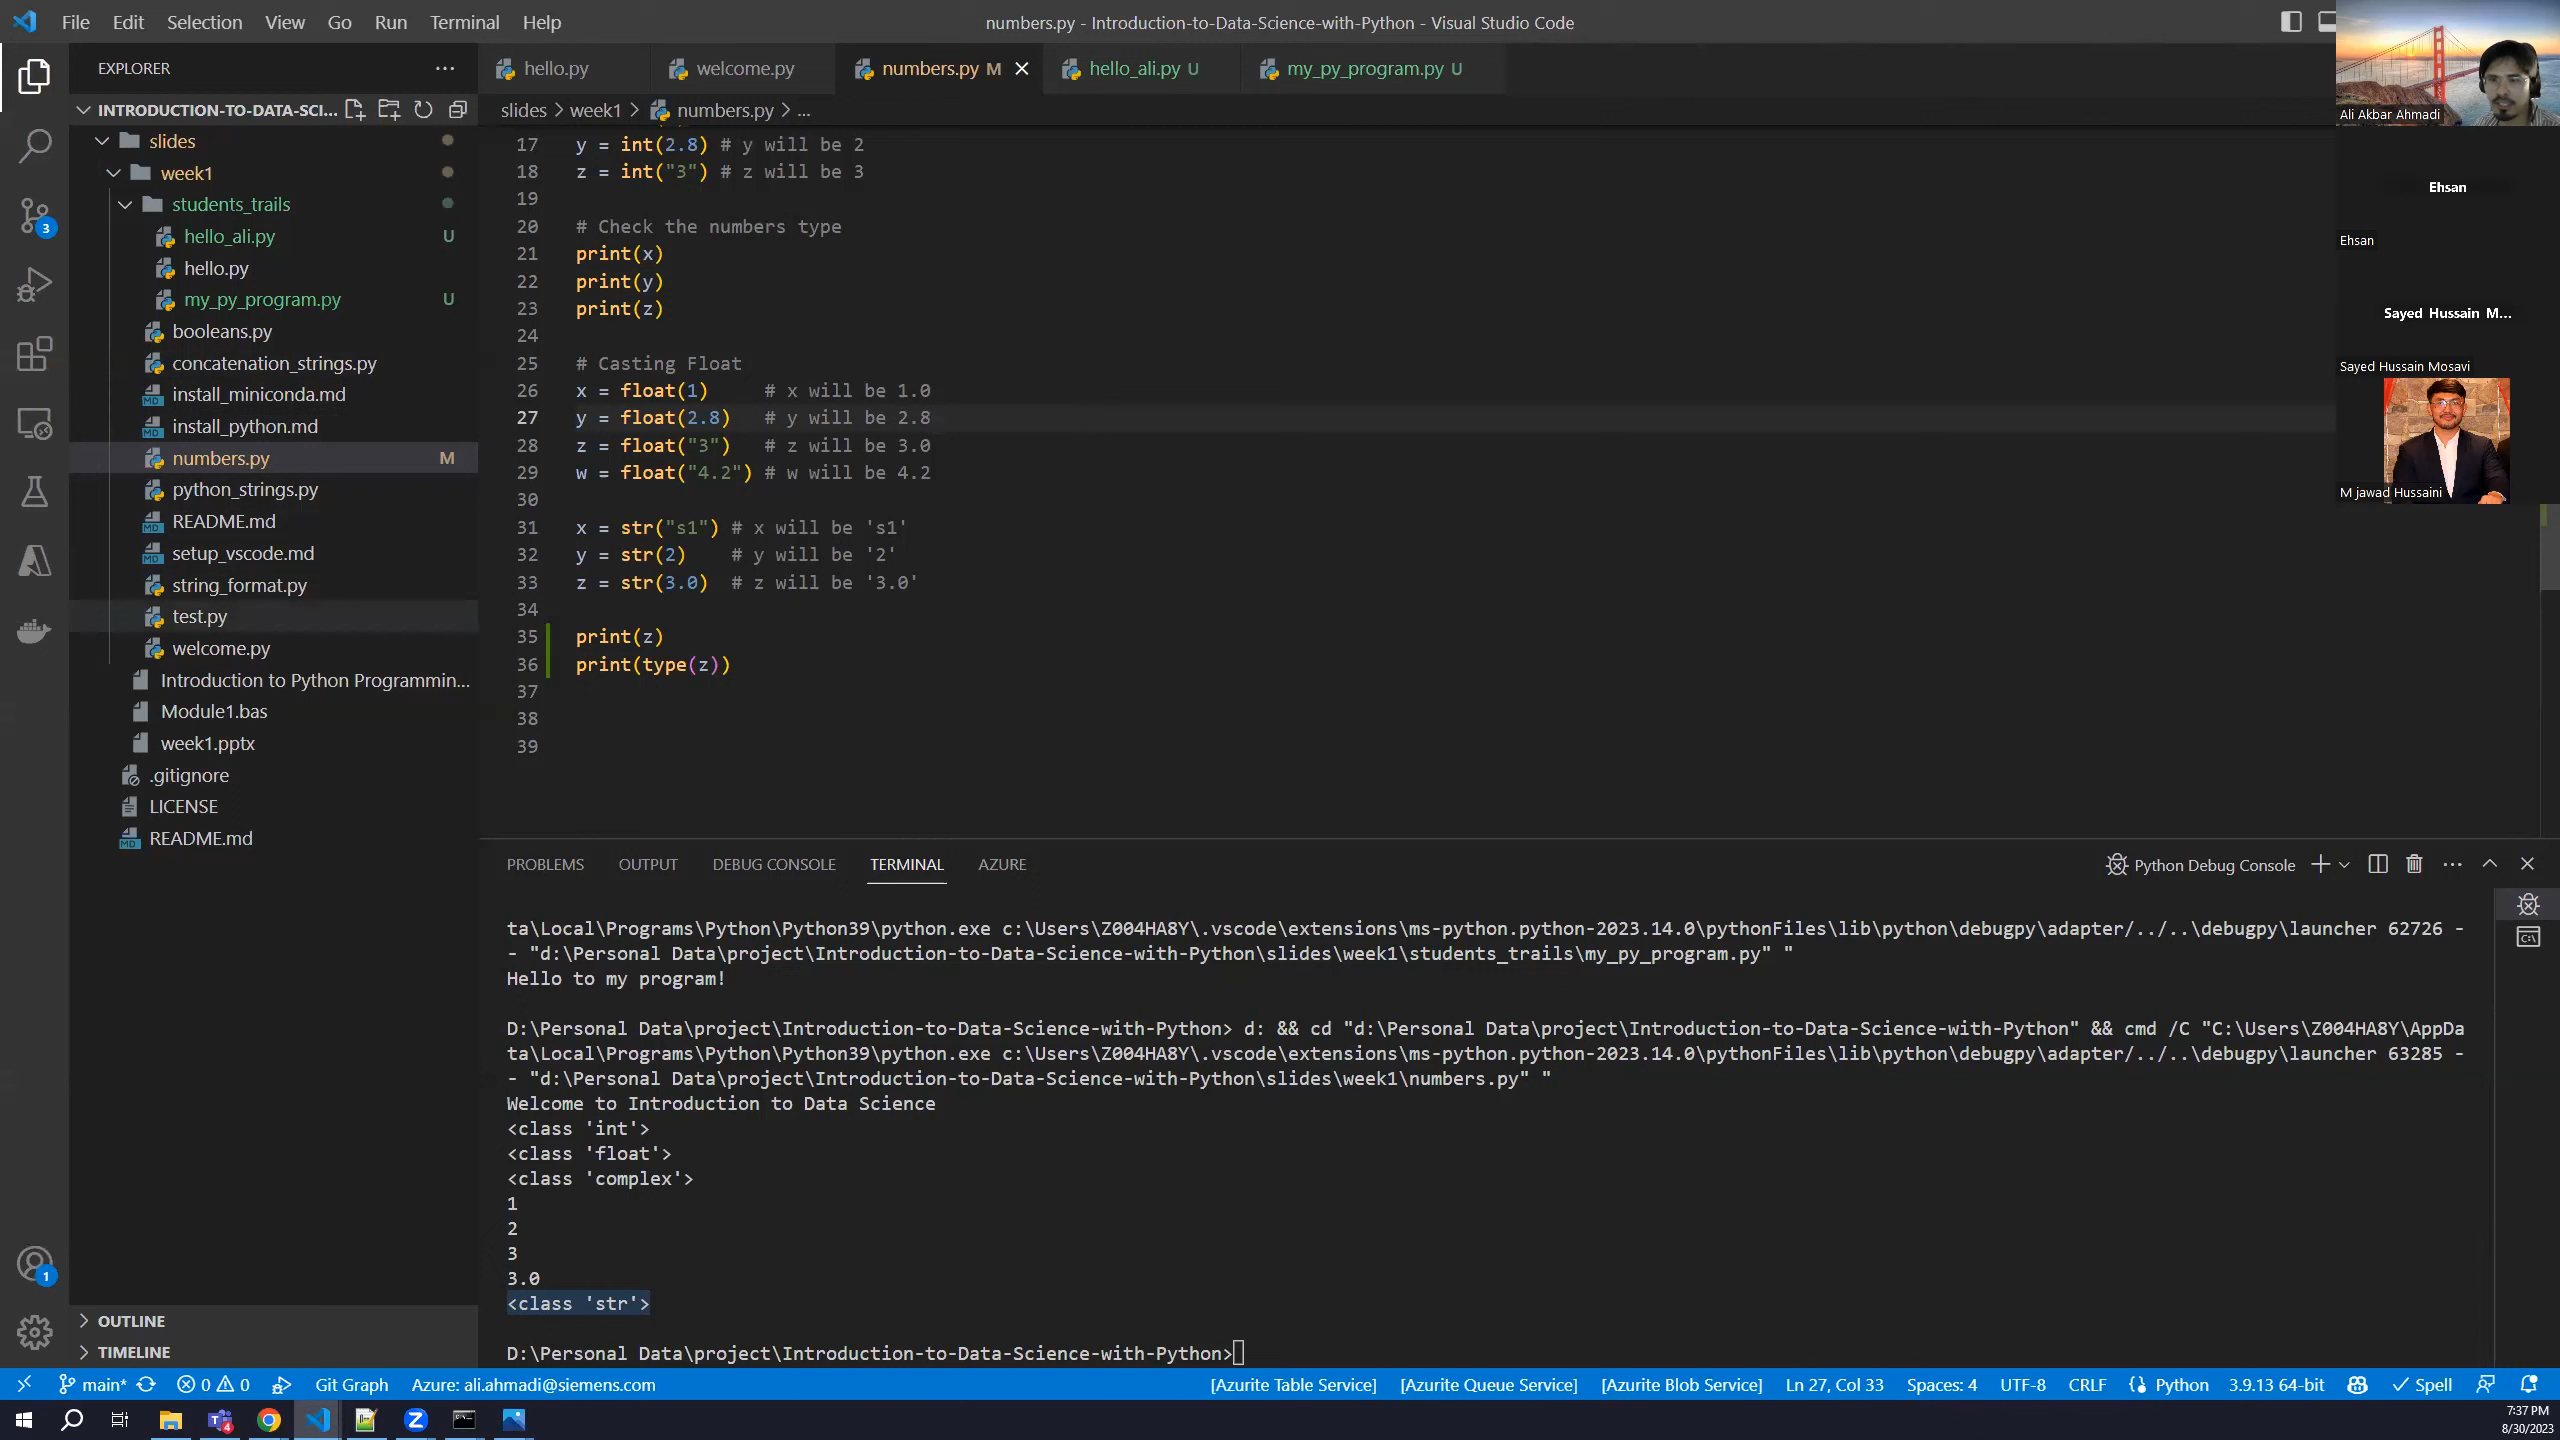 File Edit Selection View Go Run Terminal Help
numbers.py - Introduction-to-Data-Science-with-Python - Visual Studio Code
EXPLORER
INTRODUCTION-TO-DATA-SCI...
slides
week1
students_trails
hello_ali.py U
hello.py
my_py_program.py U
booleans.py
concatenation_strings.py
install_miniconda.md
install_python.md
numbers.py M
python_strings.py
README.md
setup_vscode.md
string_format.py
test.py
welcome.py
Introduction to Python Programmin...
Module1.bas
week1.pptx
.gitignore
LICENSE
README.md
OUTLINE
TIMELINE
3
1
hello.py welcome.py numbers.py M hello_ali.py U my_py_program.py U
slides > week1 > numbers.py > ...
17 y = int(2.8) # y will be 2
18 z = int("3") # z will be 3
19
20 # Check the numbers type
21 print(x)
22 print(y)
23 print(z)
24
25 # Casting Float
26 x = float(1) # x will be 1.0
27 y = float(2.8) # y will be 2.8
28 z = float("3") # z will be 3.0
29 w = float("4.2") # w will be 4.2
30
31 x = str("s1") # x will be 's1'
32 y = str(2) # y will be '2'
33 z = str(3.0) # z will be '3.0'
34
35 print(z)
36 print(type(z))
37
38
39
Ali Akbar Ahmadi
Ehsan
Ehsan
Sayed Hussain M...
Sayed Hussain Mosavi
M jawad Hussaini
PROBLEMS OUTPUT DEBUG CONSOLE TERMINAL AZURE
Python Debug Console
ta\Local\Programs\Python\Python39\python.exe c:\Users\Z004HA8Y\.vscode\extensions\ms-python.python-2023.14.0\pythonFiles\lib\python\debugpy\adapter/../..\debugpy\launcher 62726 -
- "d:\Personal Data\project\Introduction-to-Data-Science-with-Python\slides\week1\students_trails\my_py_program.py" "
Hello to my program!
D:\Personal Data\project\Introduction-to-Data-Science-with-Python> d: && cd "d:\Personal Data\project\Introduction-to-Data-Science-with-Python" && cmd /C "C:\Users\Z004HA8Y\AppDa
ta\Local\Programs\Python\Python39\python.exe c:\Users\Z004HA8Y\.vscode\extensions\ms-python.python-2023.14.0\pythonFiles\lib\python\debugpy\adapter/../..\debugpy\launcher 63285 -
- "d:\Personal Data\project\Introduction-to-Data-Science-with-Python\slides\week1\numbers.py" "
Welcome to Introduction to Data Science
<class 'int'>
<class 'float'>
<class 'complex'>
1
2
3
3.0
<class 'str'>
D:\Personal Data\project\Introduction-to-Data-Science-with-Python>
main* 0 0 Git Graph Azure: ali.ahmadi@siemens.com [Azurite Table Service] [Azurite Queue Service] [Azurite Blob Service] Ln 27, Col 33 Spaces: 4 UTF-8 CRLF Python 3.9.13 64-bit Spell
7:37 PM
8/30/2023